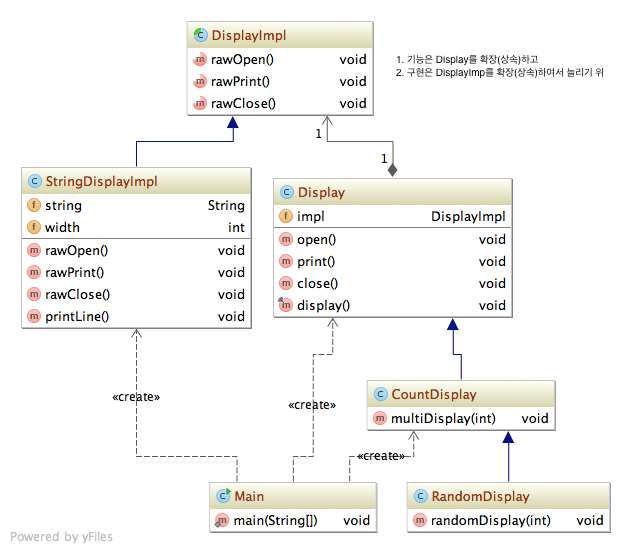 DisplayImpl
rawOpen() void
rawPrint() void
rawClose() void
1. 기능은 Display를 확장(상속)하고
2. 구현은 DisplayImp를 확장(상속)하여서 늘리기 위
1
1
StringDisplayImpl
string String
width int
rawOpen() void
rawPrint() void
rawClose() void
printLine() void
Display
impl DisplayImpl
open() void
print() void
close() void
display() void
«create»
«create»
«create»
CountDisplay
multiDisplay(int) void
Main
main(String[]) void
RandomDisplay
randomDisplay(int) void
Powered by yFiles